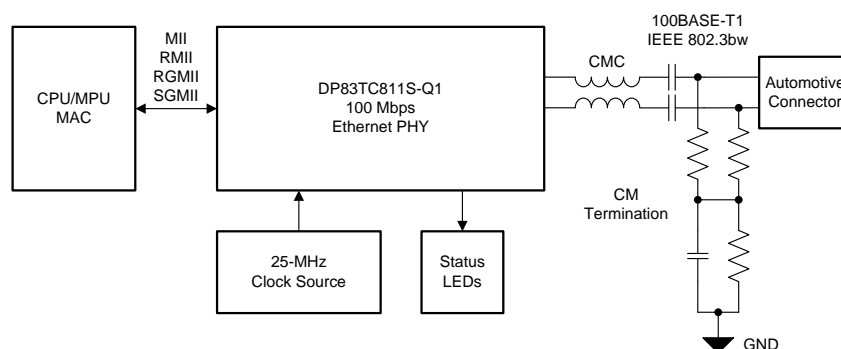 100BASE-T1
IEEE 802.3bw
MII
RMII
RGMII
SGMII
CMC
CPU/MPU
MAC
DP83TC811S-Q1
100 Mbps
Ethernet PHY
Automotive
Connector
CM
Termination
25-MHz
Clock Source
Status
LEDs
GND